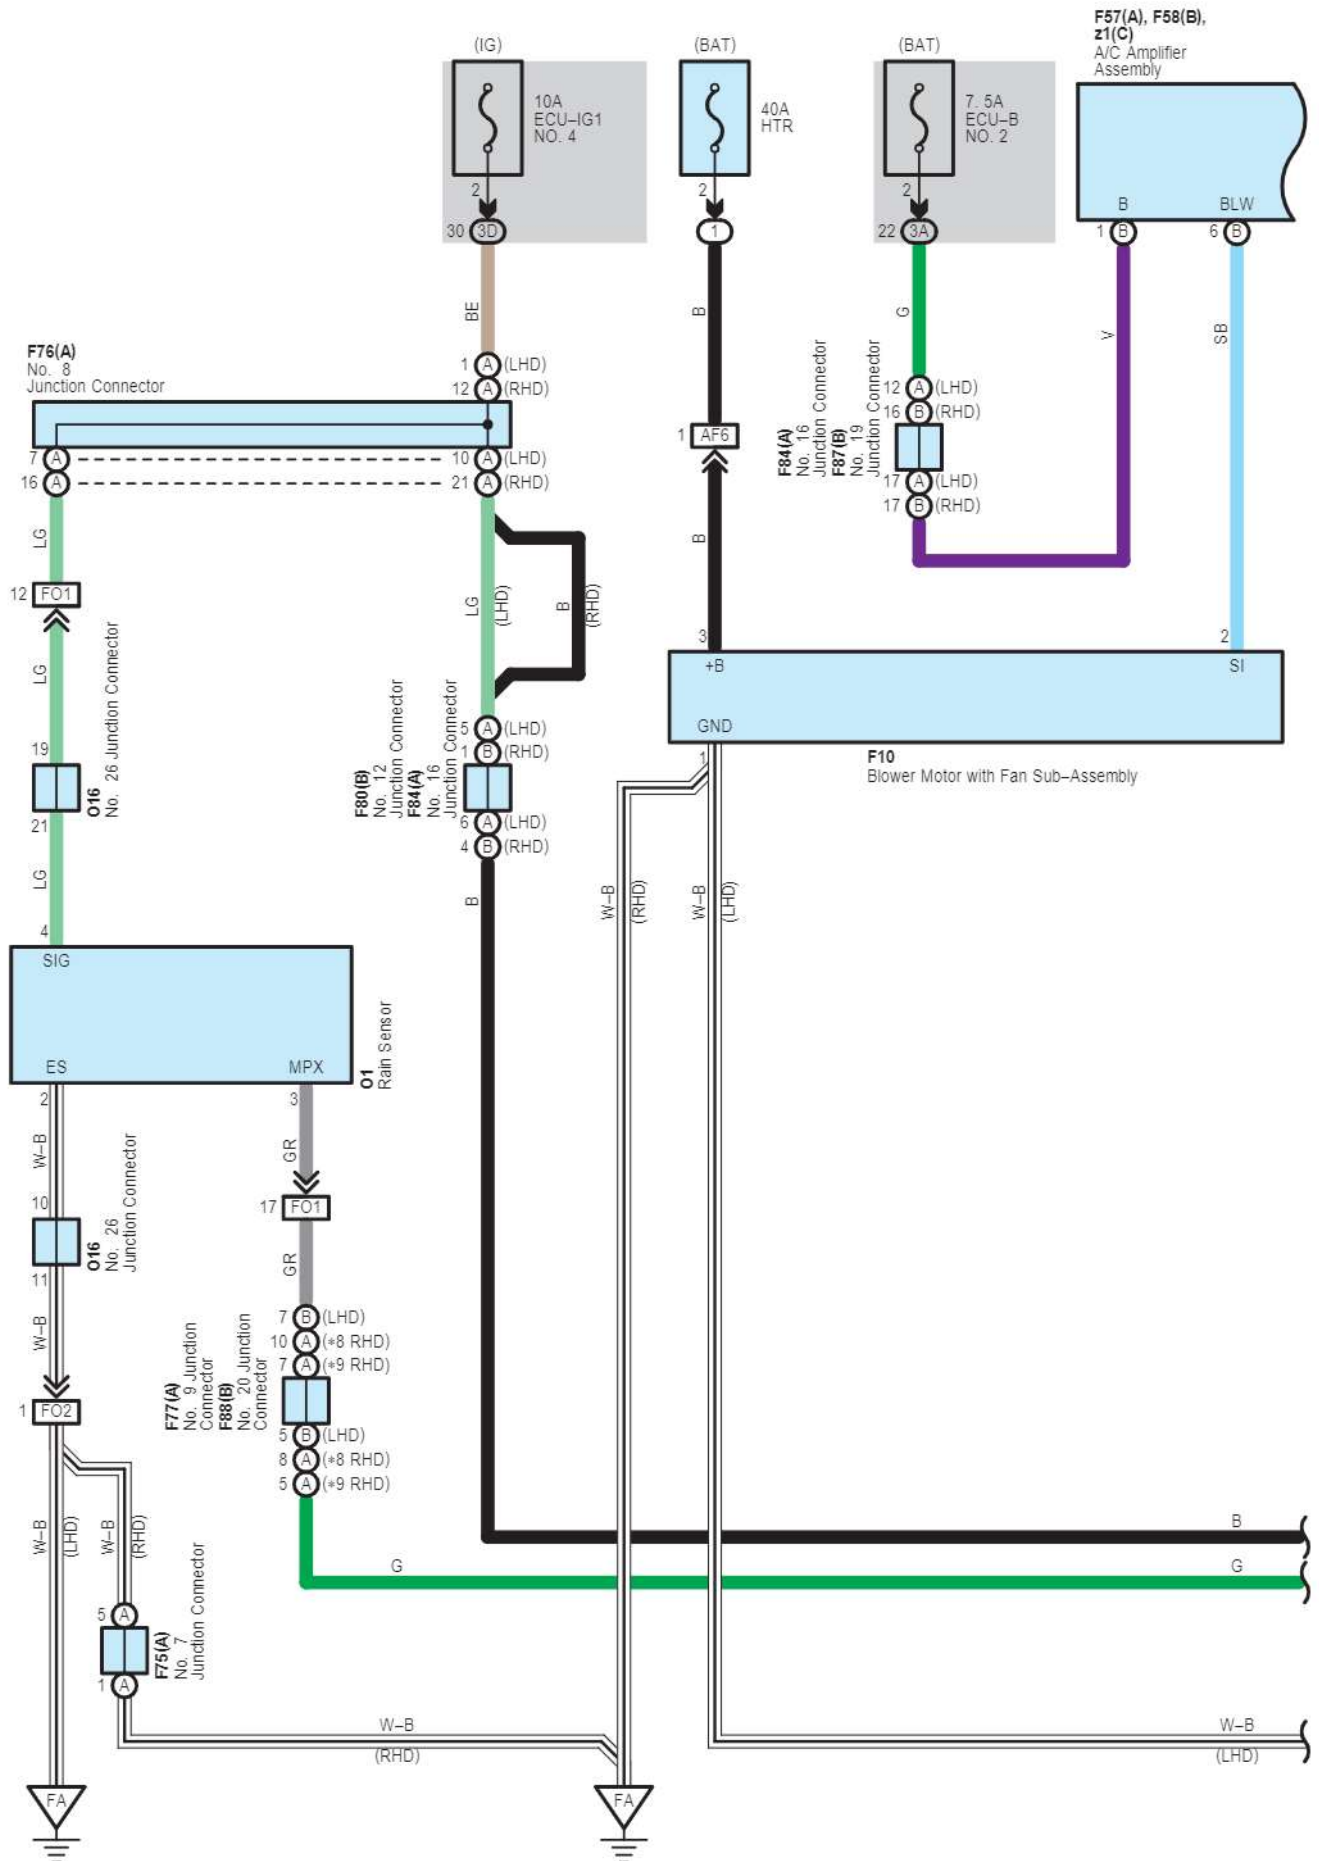 F57(A), F58(B),
z1(C)
A/C Amplifier
Assembly
(IG)
(BAT)
(BAT)
10A
ECU–IG1
NO. 4
40A
HTR
7. 5A
ECU–B
NO. 2
2
2
2
B
BLW
30
3D
1
22
3A
1
B
6
B
BE
B
G
V
SB
F76(A)
No. 8
Junction Connector
1
A
(LHD)
12
A
(RHD)
7
A
10
A
(LHD)
16
A
21
A
(RHD)
F84(A)
No. 16
Junction Connector
F87(B)
No. 19
Junction Connector
12
A
(LHD)
16
B
(RHD)
17
A
(LHD)
17
B
(RHD)
1
AF6
LG
B
12
FO1
LG
(LHD)
B
(RHD)
LG
3
2
+B
SI
GND
1
F10
Blower Motor with Fan Sub–Assembly
19
O16
No. 26 Junction Connector
21
F80(B)
No. 12
Junction Connector
F84(A)
No. 16
Junction Connector
5
A
(LHD)
1
B
(RHD)
6
A
(LHD)
4
B
(RHD)
LG
B
W–B
(RHD)
W–B
(LHD)
4
SIG
ES
MPX
O1
Rain Sensor
2
3
W–B
GR
10
O16
No. 26
Junction Connector
11
17
FO1
GR
W–B
7
B
(LHD)
10
A
(*8 RHD)
7
A
(*9 RHD)
F77(A)
No. 9 Junction
Connector
F88(B)
No. 20 Junction
Connector
5
B
(LHD)
8
A
(*8 RHD)
5
A
(*9 RHD)
1
FO2
W–B
(LHD)
W–B
(RHD)
B
G
G
5
A
F75(A)
No. 7
Junction Connector
1
A
W–B
(RHD)
W–B
(LHD)
FA
FA